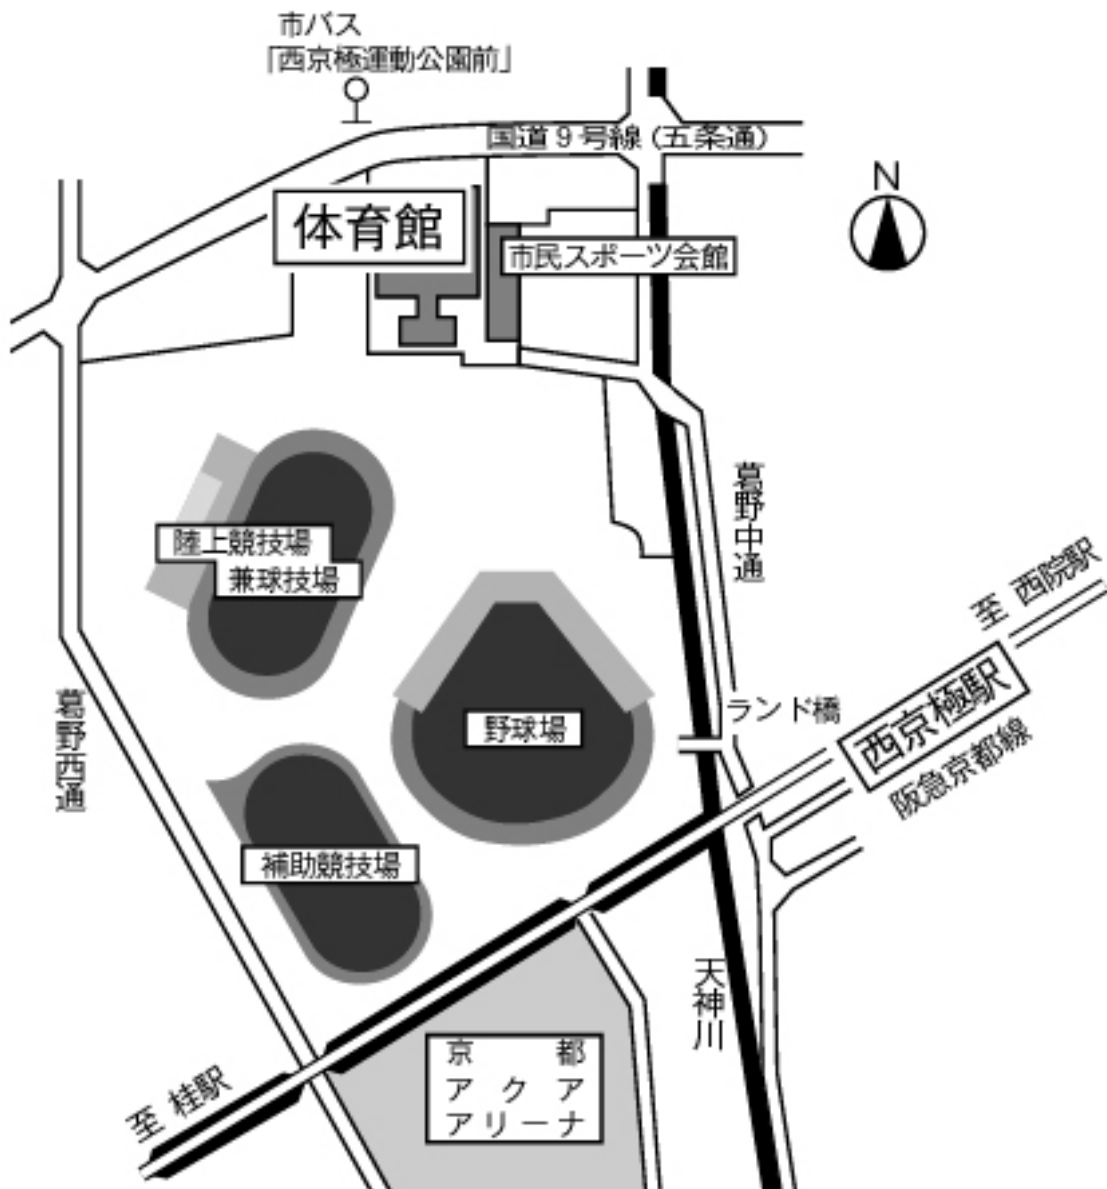 市バス
「西京極運動公園前」
国道9号線(五条通)
N
体育館
市民スポーツ会館
陸上競技場
兼球技場
葛野中通
至 西院駅
西京極駅
阪急京都線
ランド橋
野球場
葛野西通
補助競技場
天神川
京都
アクア
アリーナ
至 桂駅